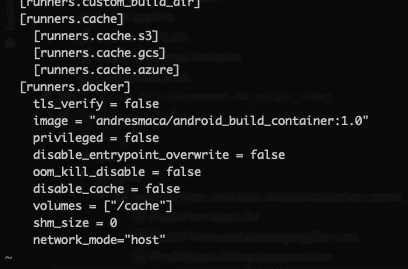 [runners.custom_build_dir]
[runners.cache]
[runners.cache.s3]
[runners.cache.gcs]
[runners.cache.azure]
[runners.docker]
tls_verify = false
image = "andresmaca/android_build_container:1.0"
privileged = false
disable_entrypoint_overwrite = false
oom_kill_disable = false
disable_cache = false
volumes = ["/cache"]
shm_size = 0
network_mode="host"
~